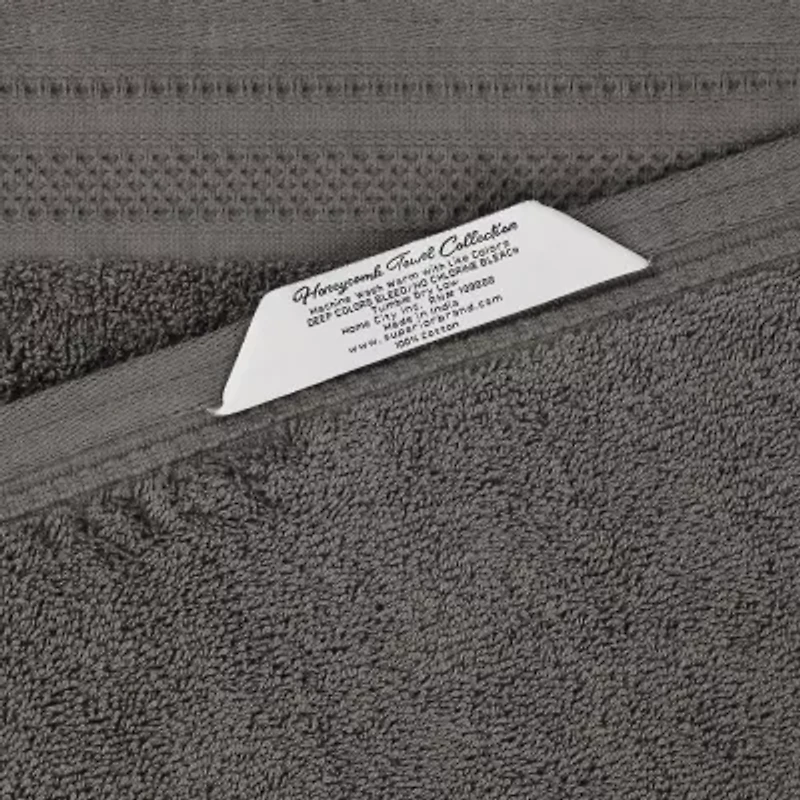 Honeycomb Towel Collection
Machine Wash Warm with Like Colors
DEEP COLORS BLEED/NO CHLORINE BLEACH
Tumble Dry Low
Home City Inc. RN# 109888
Made in India
www.superiorbrand.com
100% Cotton